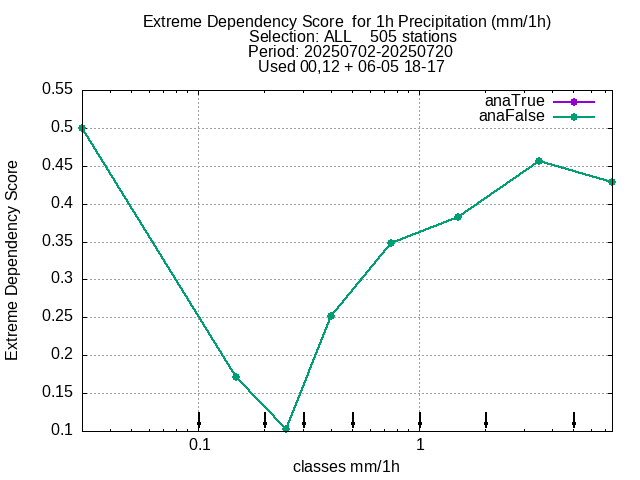 Extreme Dependency Score  for 1h Precipitation (mm/1h)
Selection: ALL    505 stations
Period: 20250702-20250720
Used 00,12 + 06-05 18-17
anaTrue
anaFalse
Extreme Dependency Score
0.55
0.5
0.45
0.4
0.35
0.3
0.25
0.2
0.15
0.1
0.1 1
classes mm/1h